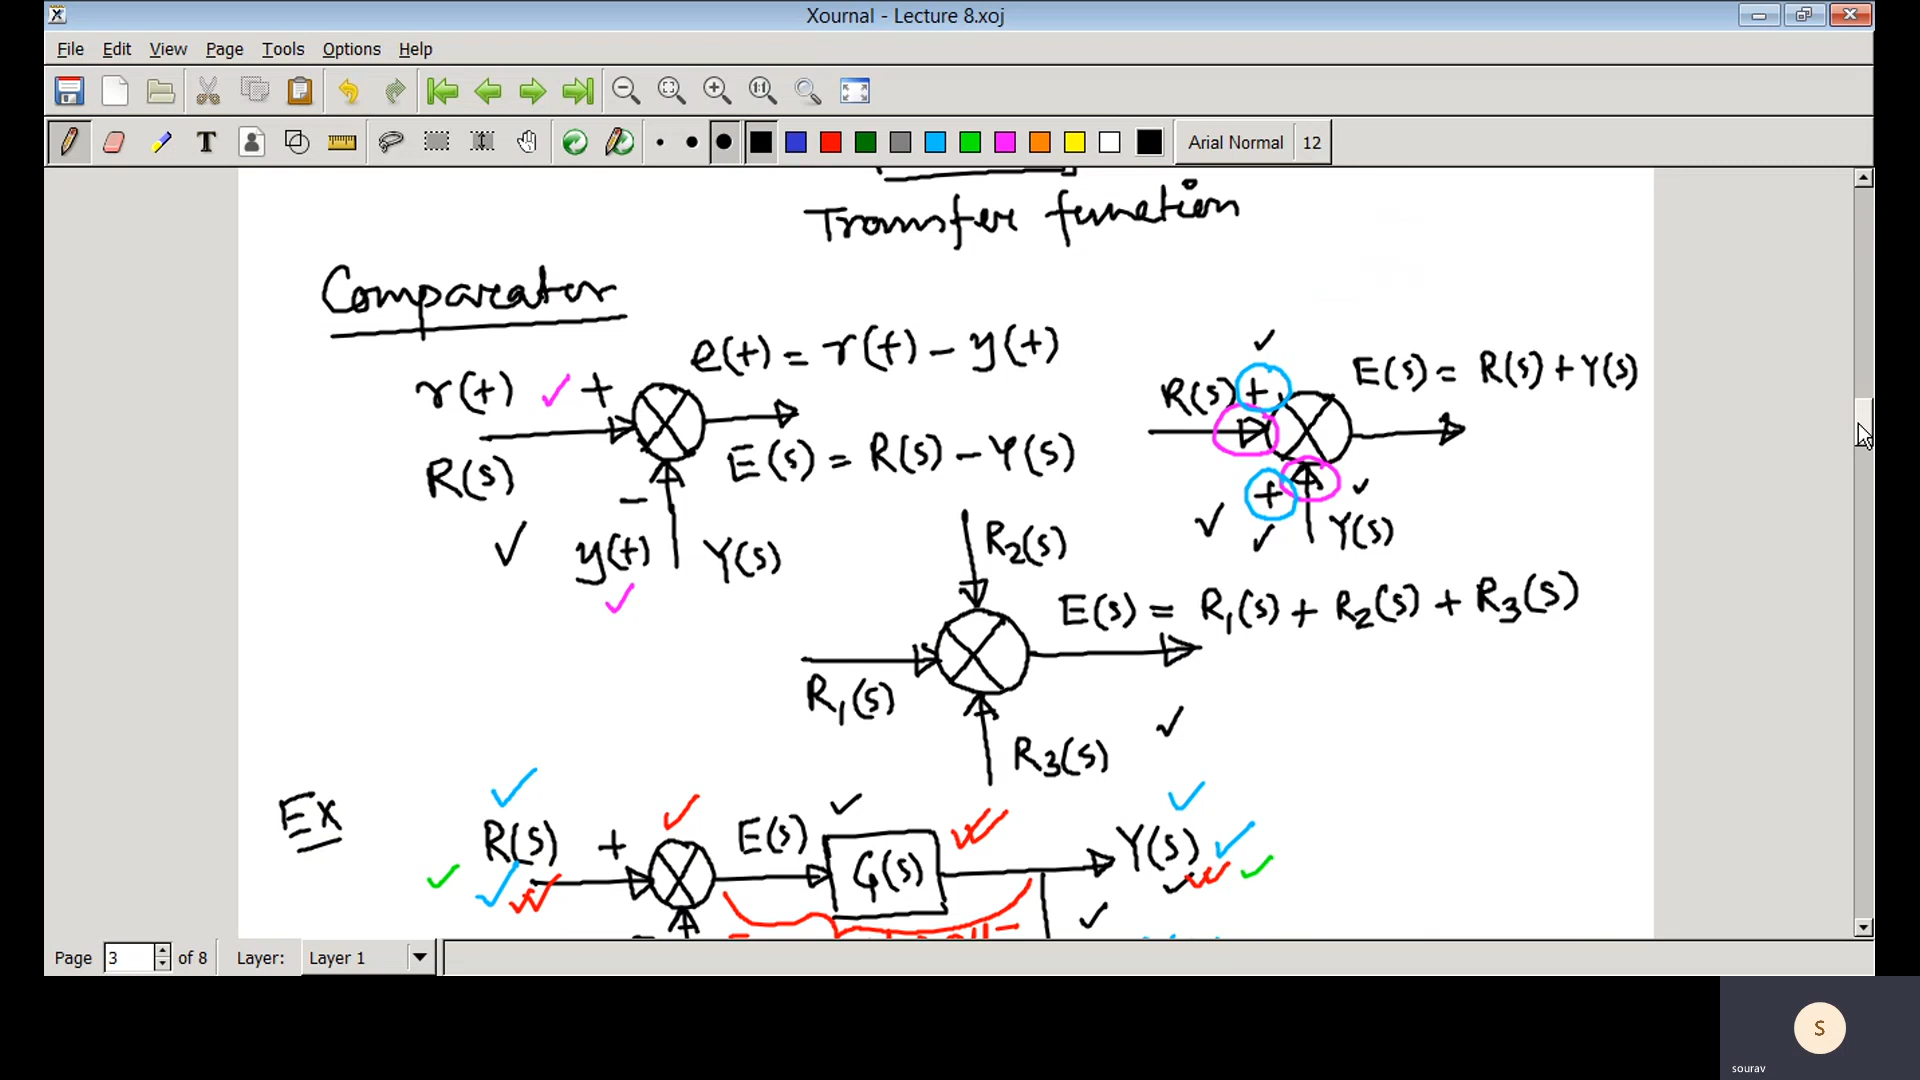 Xournal - Lecture 8.xoj
File Edit View Page Tools Options Help
Arial Normal 12
Transfer function
Comparator
r(t) +
R(s)
e(t) = r(t) - y(t)
E(s) = R(s) - Y(s)
-
y(t) Y(s)
R(s) +
E(s) = R(s) + Y(s)
+
Y(s)
R2(s)
E(s) = R1(s) + R2(s) + R3(s)
R1(s)
R3(s)
Ex
R(s) + E(s) G(s) Y(s)
Page 3 of 8 Layer: Layer 1
S
sourav